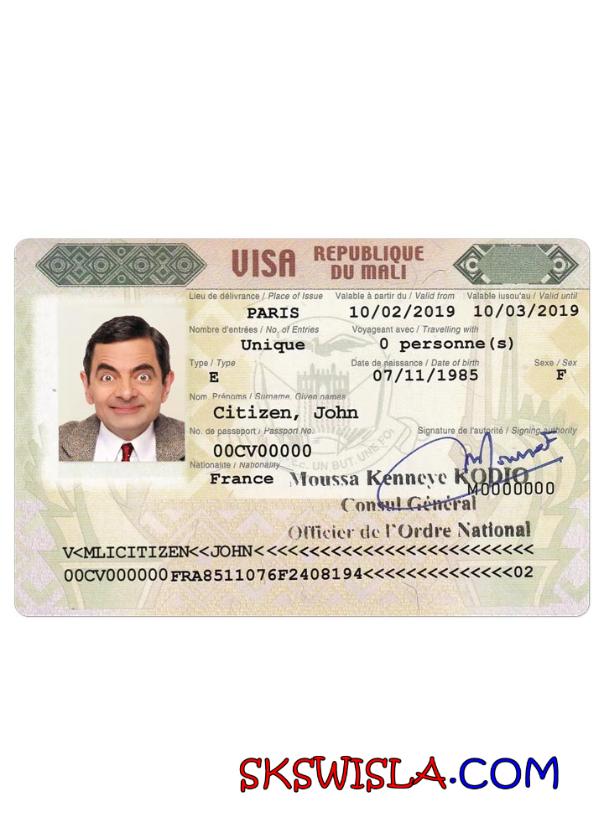 VISA REPUBLIQUE DU MALI
Lieu de délivrance / Place of Issue Valable à partir du / Valid from Valable jusqu'au / Valid until
PARIS 10/02/2019 10/03/2019
Nombre d'entrées / No. of Entries Voyageant avec / Travelling with
Unique 0 personne(s)
Type / Type Date de naissance / Date of birth Sexe / Sex
E 07/11/1985 F
Nom Prénoms / Surname, Given names
Citizen, John
No. de passeport / Passport No. Signature de l'autorité / Signing authority
00CV00000
Nationalité / Nationality
France Moussa Kenneye KODIO
M0000000
Consul Général
Officier de l'Ordre National
UN BUT UNE FOI
V<MLICITIZEN<<JOHN<<<<<<<<<<<<<<<<<<<<<<<<<<
00CV000000FRA8511076F2408194<<<<<<<<<<<<<<02
SKSWISLA.COM